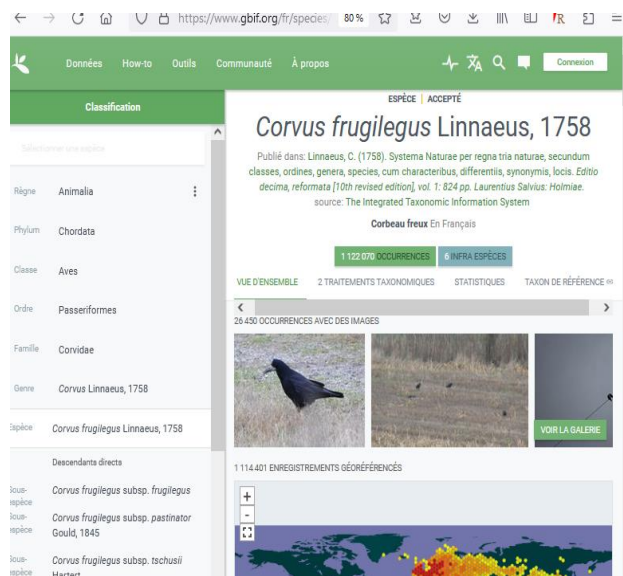 https://www.gbif.org/fr/species/ 80 %
Données How-to Outils Communauté À propos Connexion
Classification
Sélectionner une espèce
Règne Animalia
Phylum Chordata
Classe Aves
Ordre Passeriformes
Famille Corvidae
Genre Corvus Linnaeus, 1758
Espèce Corvus frugilegus Linnaeus, 1758
Descendants directs
Sous-espèce Corvus frugilegus subsp. frugilegus
Sous-espèce Corvus frugilegus subsp. pastinator Gould, 1845
Sous-espèce Corvus frugilegus subsp. tschusii Hartert
ESPÈCE | ACCEPTÉ
Corvus frugilegus Linnaeus, 1758
Publié dans: Linnaeus, C. (1758). Systema Naturae per regna tria naturae, secundum
classes, ordines, genera, species, cum characteribus, differentiis, synonymis, locis. Editio
decima, reformata [10th revised edition], vol. 1: 824 pp. Laurentius Salvius: Holmiae.
source: The Integrated Taxonomic Information System
Corbeau freux En Français
1 122 070 OCCURRENCES 6 INFRA ESPÈCES
VUE D'ENSEMBLE 2 TRAITEMENTS TAXONOMIQUES STATISTIQUES TAXON DE RÉFÉRENCE
26 450 OCCURRENCES AVEC DES IMAGES
VOIR LA GALERIE
1 114 401 ENREGISTREMENTS GÉORÉFÉRENCÉS
+
-